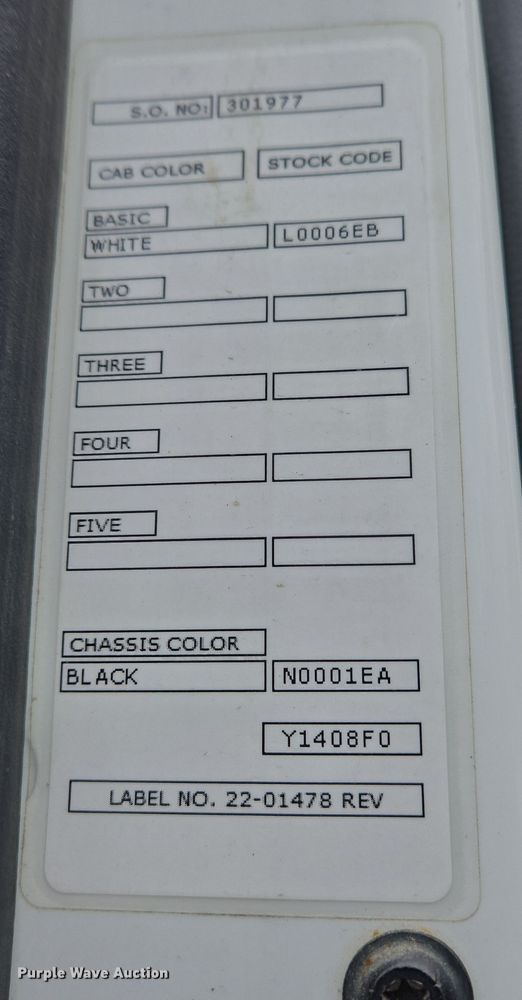 S.O. NO: 301977
CAB COLOR STOCK CODE
BASIC
WHITE L0006EB
TWO
THREE
FOUR
FIVE
CHASSIS COLOR
BLACK N0001EA
Y1408F0
LABEL NO. 22-01478 REV
Purple Wave Auction